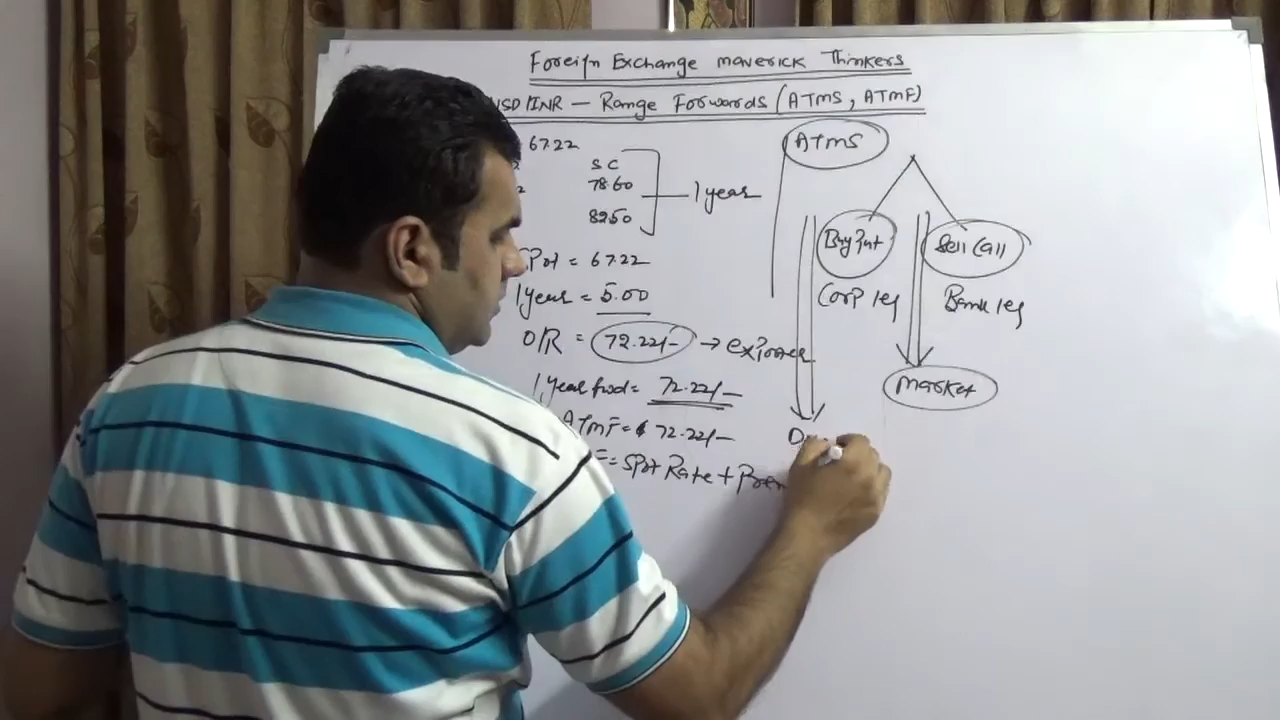 Foreign Exchange maverick Thinkers
USD/INR — Range Forwards (ATMS, ATMF)
67.22
SC
78.60
82.50
1 year
Spot = 67.22
1 year = 5.00
O/R = 72.22/- → exporter
1 year fwd = 72.22/-
ATMF = 72.22/-
F = Spot Rate + Prem
ATMS
Buy Put
Sell Call
Corp leg
Bank leg
Market